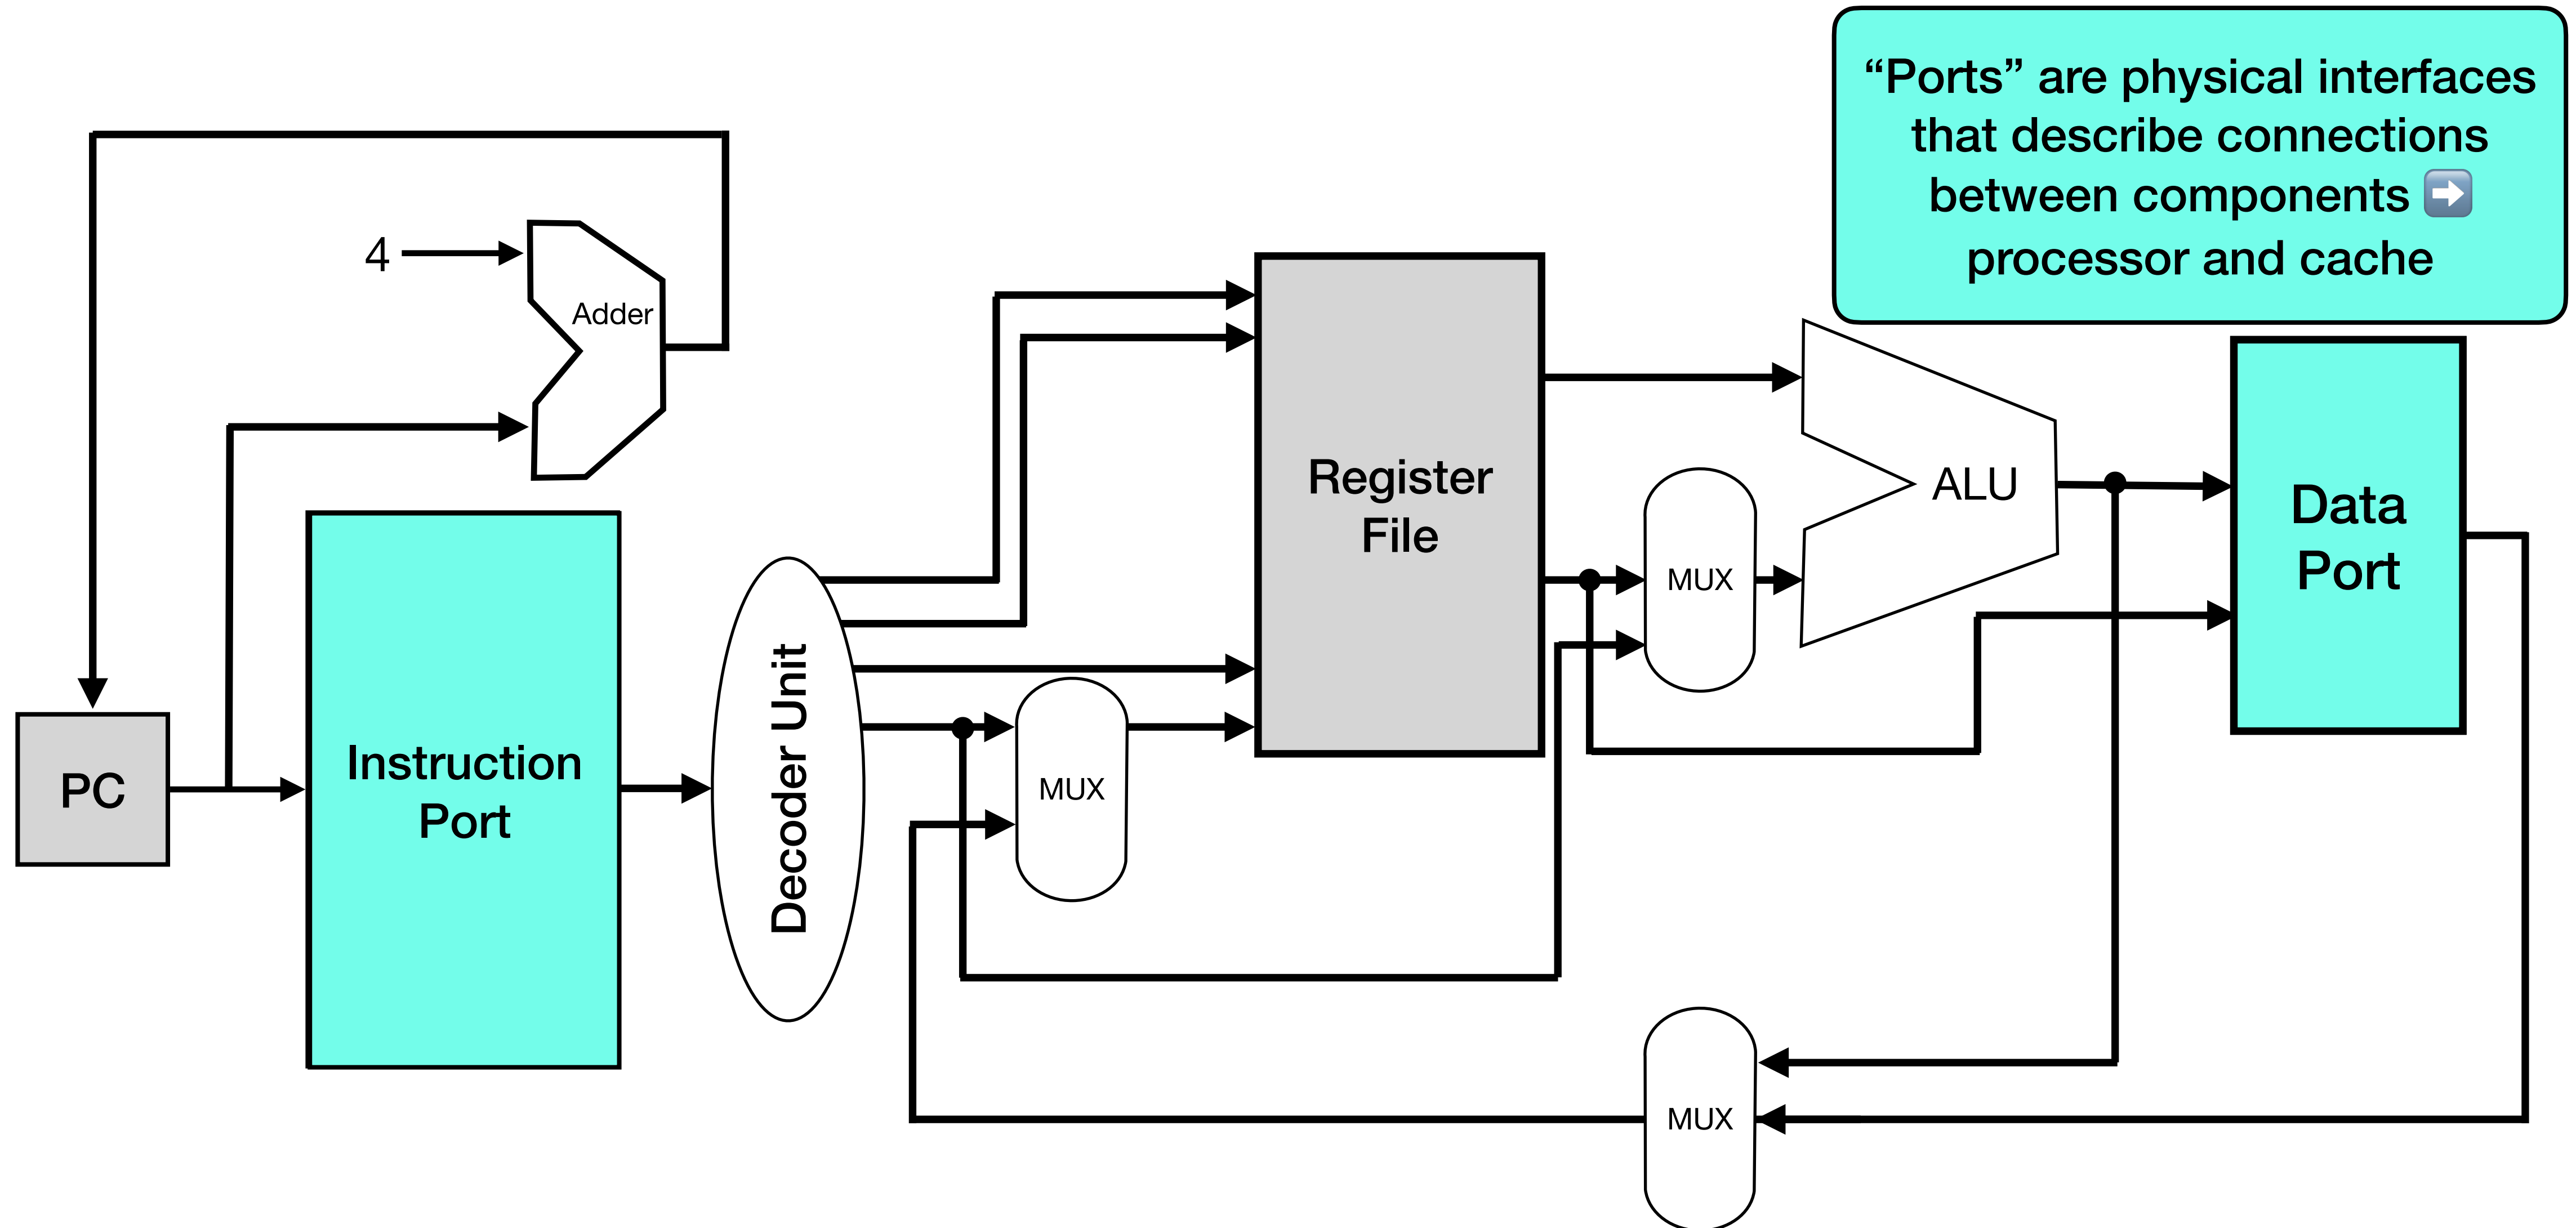 “Ports” are physical interfaces
that describe connections
between components ➡️
processor and cache
4
Adder
Register
File
ALU
Data
Port
MUX
Decoder Unit
PC
Instruction
Port
MUX
MUX